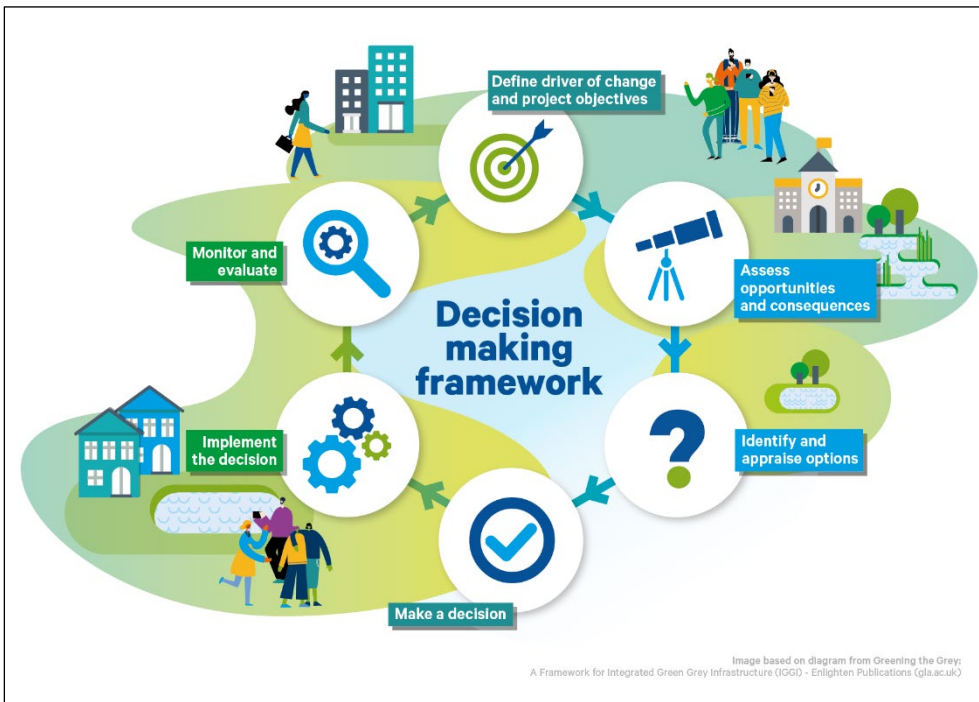 Define driver of change
and project objectives
Monitor and
evaluate
Assess
opportunities
and consequences
Decision
making
framework
Implement
the decision
Identify and
appraise options
Make a decision
Image based on diagram from Greening the Grey:
A Framework for Integrated Green Grey Infrastructure (IGGI) - Enlighten Publications (gla.ac.uk)